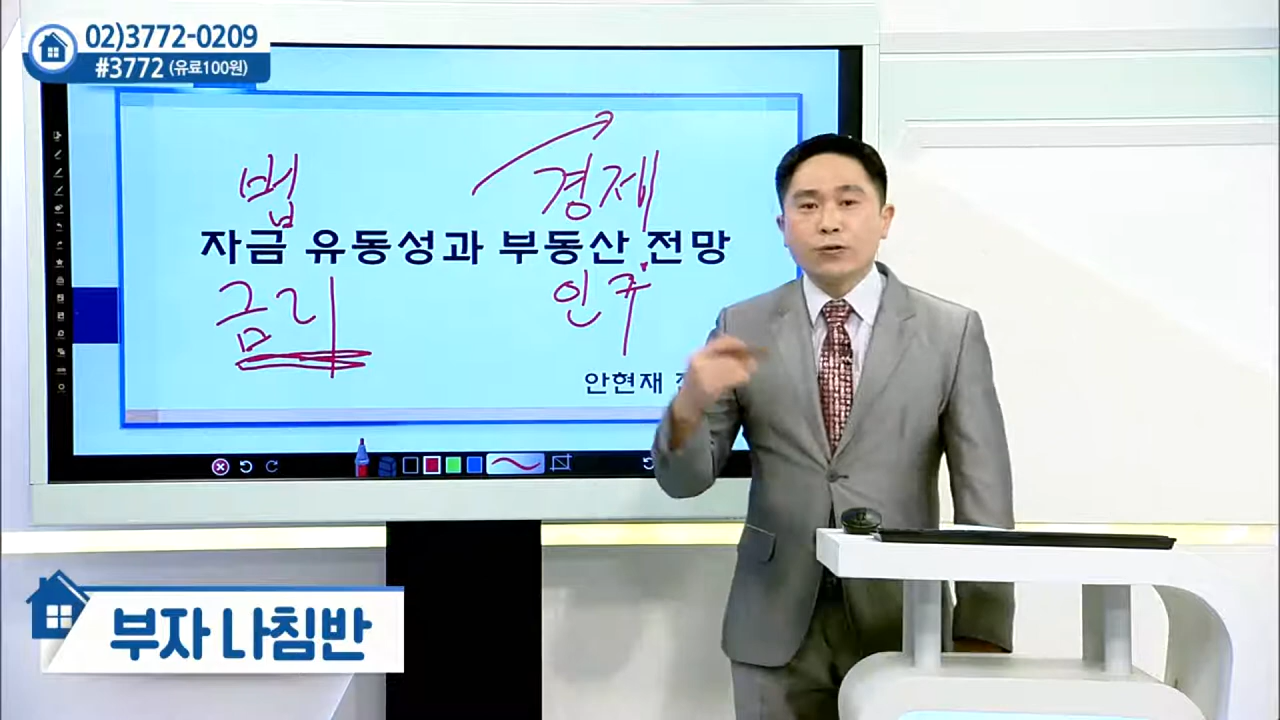 02)3772-0209
#3772 (유료100원)
법
경제
자금 유동성과 부동산 전망
금리
인구
안현재
부자 나침반